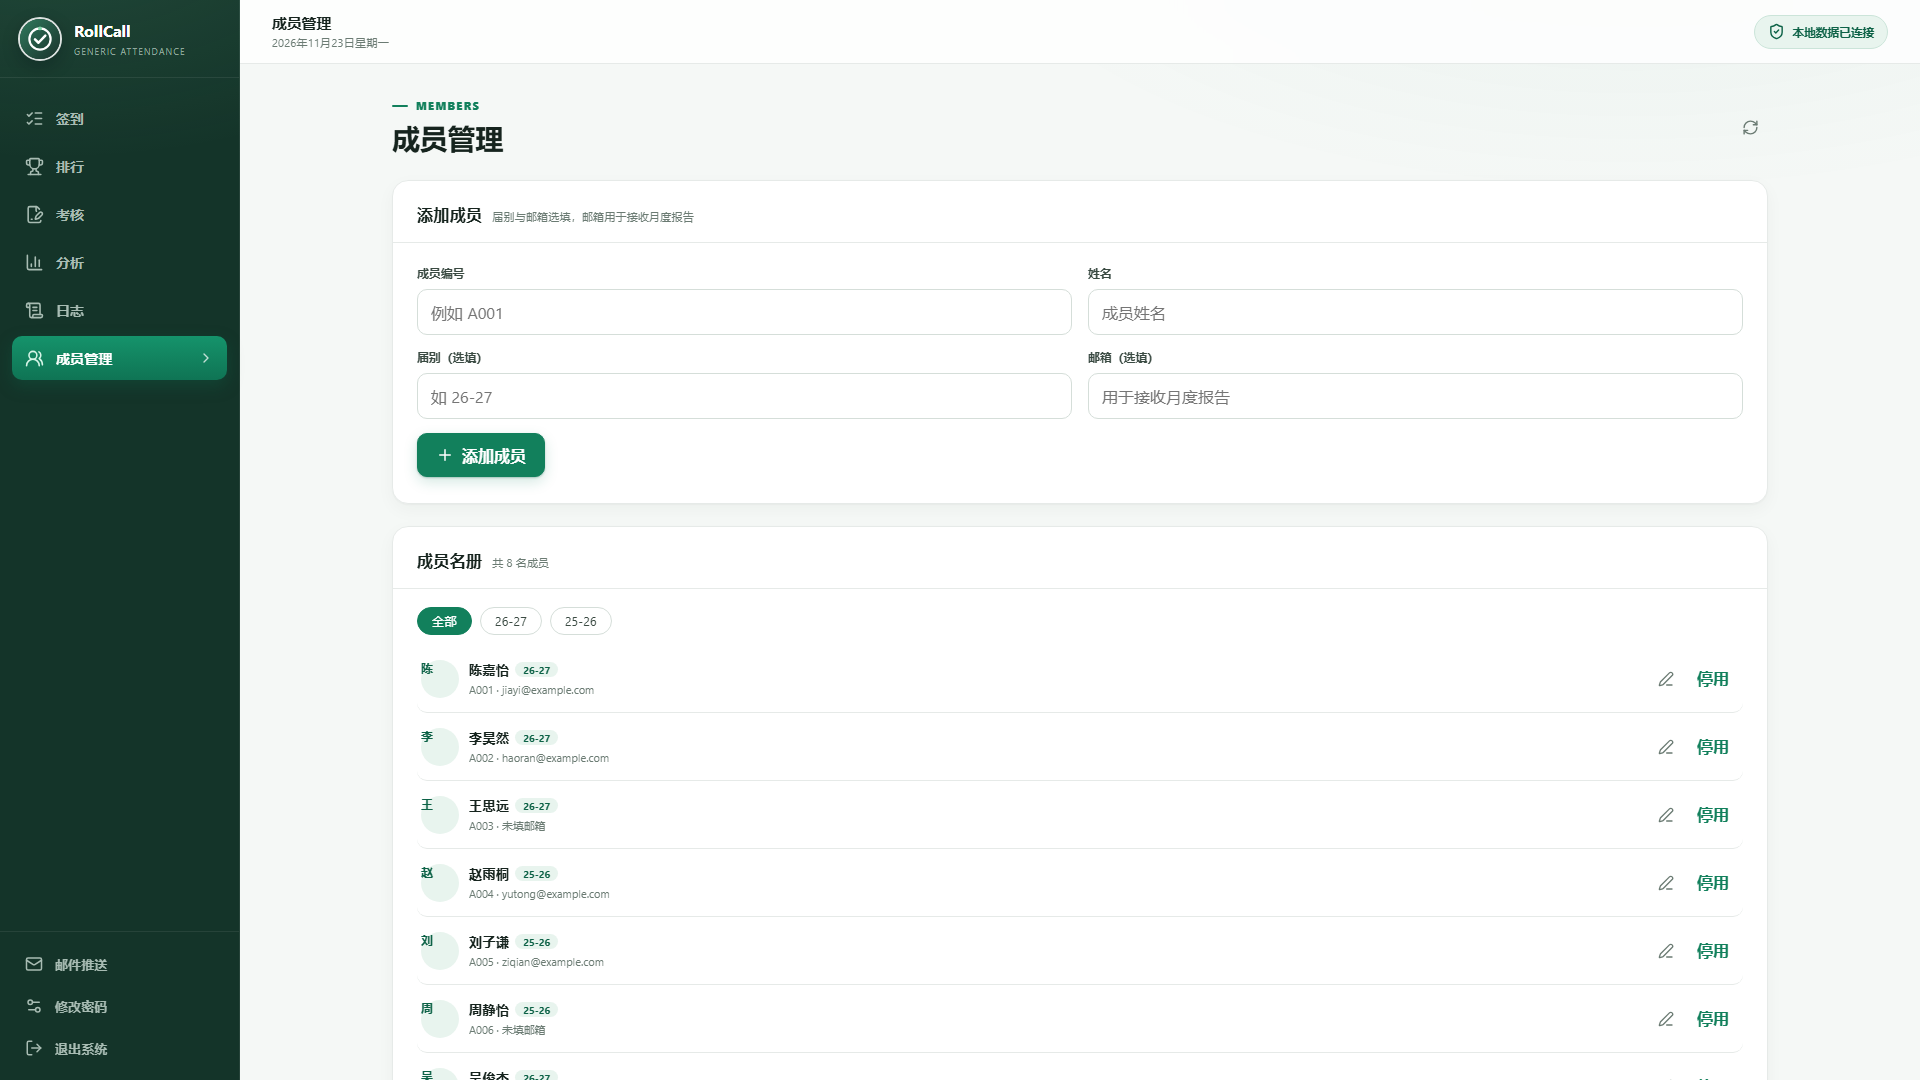 RollCall
GENERIC ATTENDANCE
签到
排行
考核
分析
日志
成员管理
邮件推送
修改密码
退出系统
成员管理
2026年11月23日星期一
本地数据已连接
MEMBERS
成员管理
添加成员 届别与邮箱选填，邮箱用于接收月度报告
成员编号
例如 A001
姓名
成员姓名
届别（选填）
如 26-27
邮箱（选填）
用于接收月度报告
添加成员
成员名册 共 8 名成员
全部 26-27 25-26
陈 陈嘉怡 26-27
A001 · jiayi@example.com
停用
李 李昊然 26-27
A002 · haoran@example.com
停用
王 王思远 26-27
A003 · 未填邮箱
停用
赵 赵雨桐 25-26
A004 · yutong@example.com
停用
刘 刘子谦 25-26
A005 · ziqian@example.com
停用
周 周静怡 25-26
A006 · 未填邮箱
停用
吴 吴俊杰 26-27